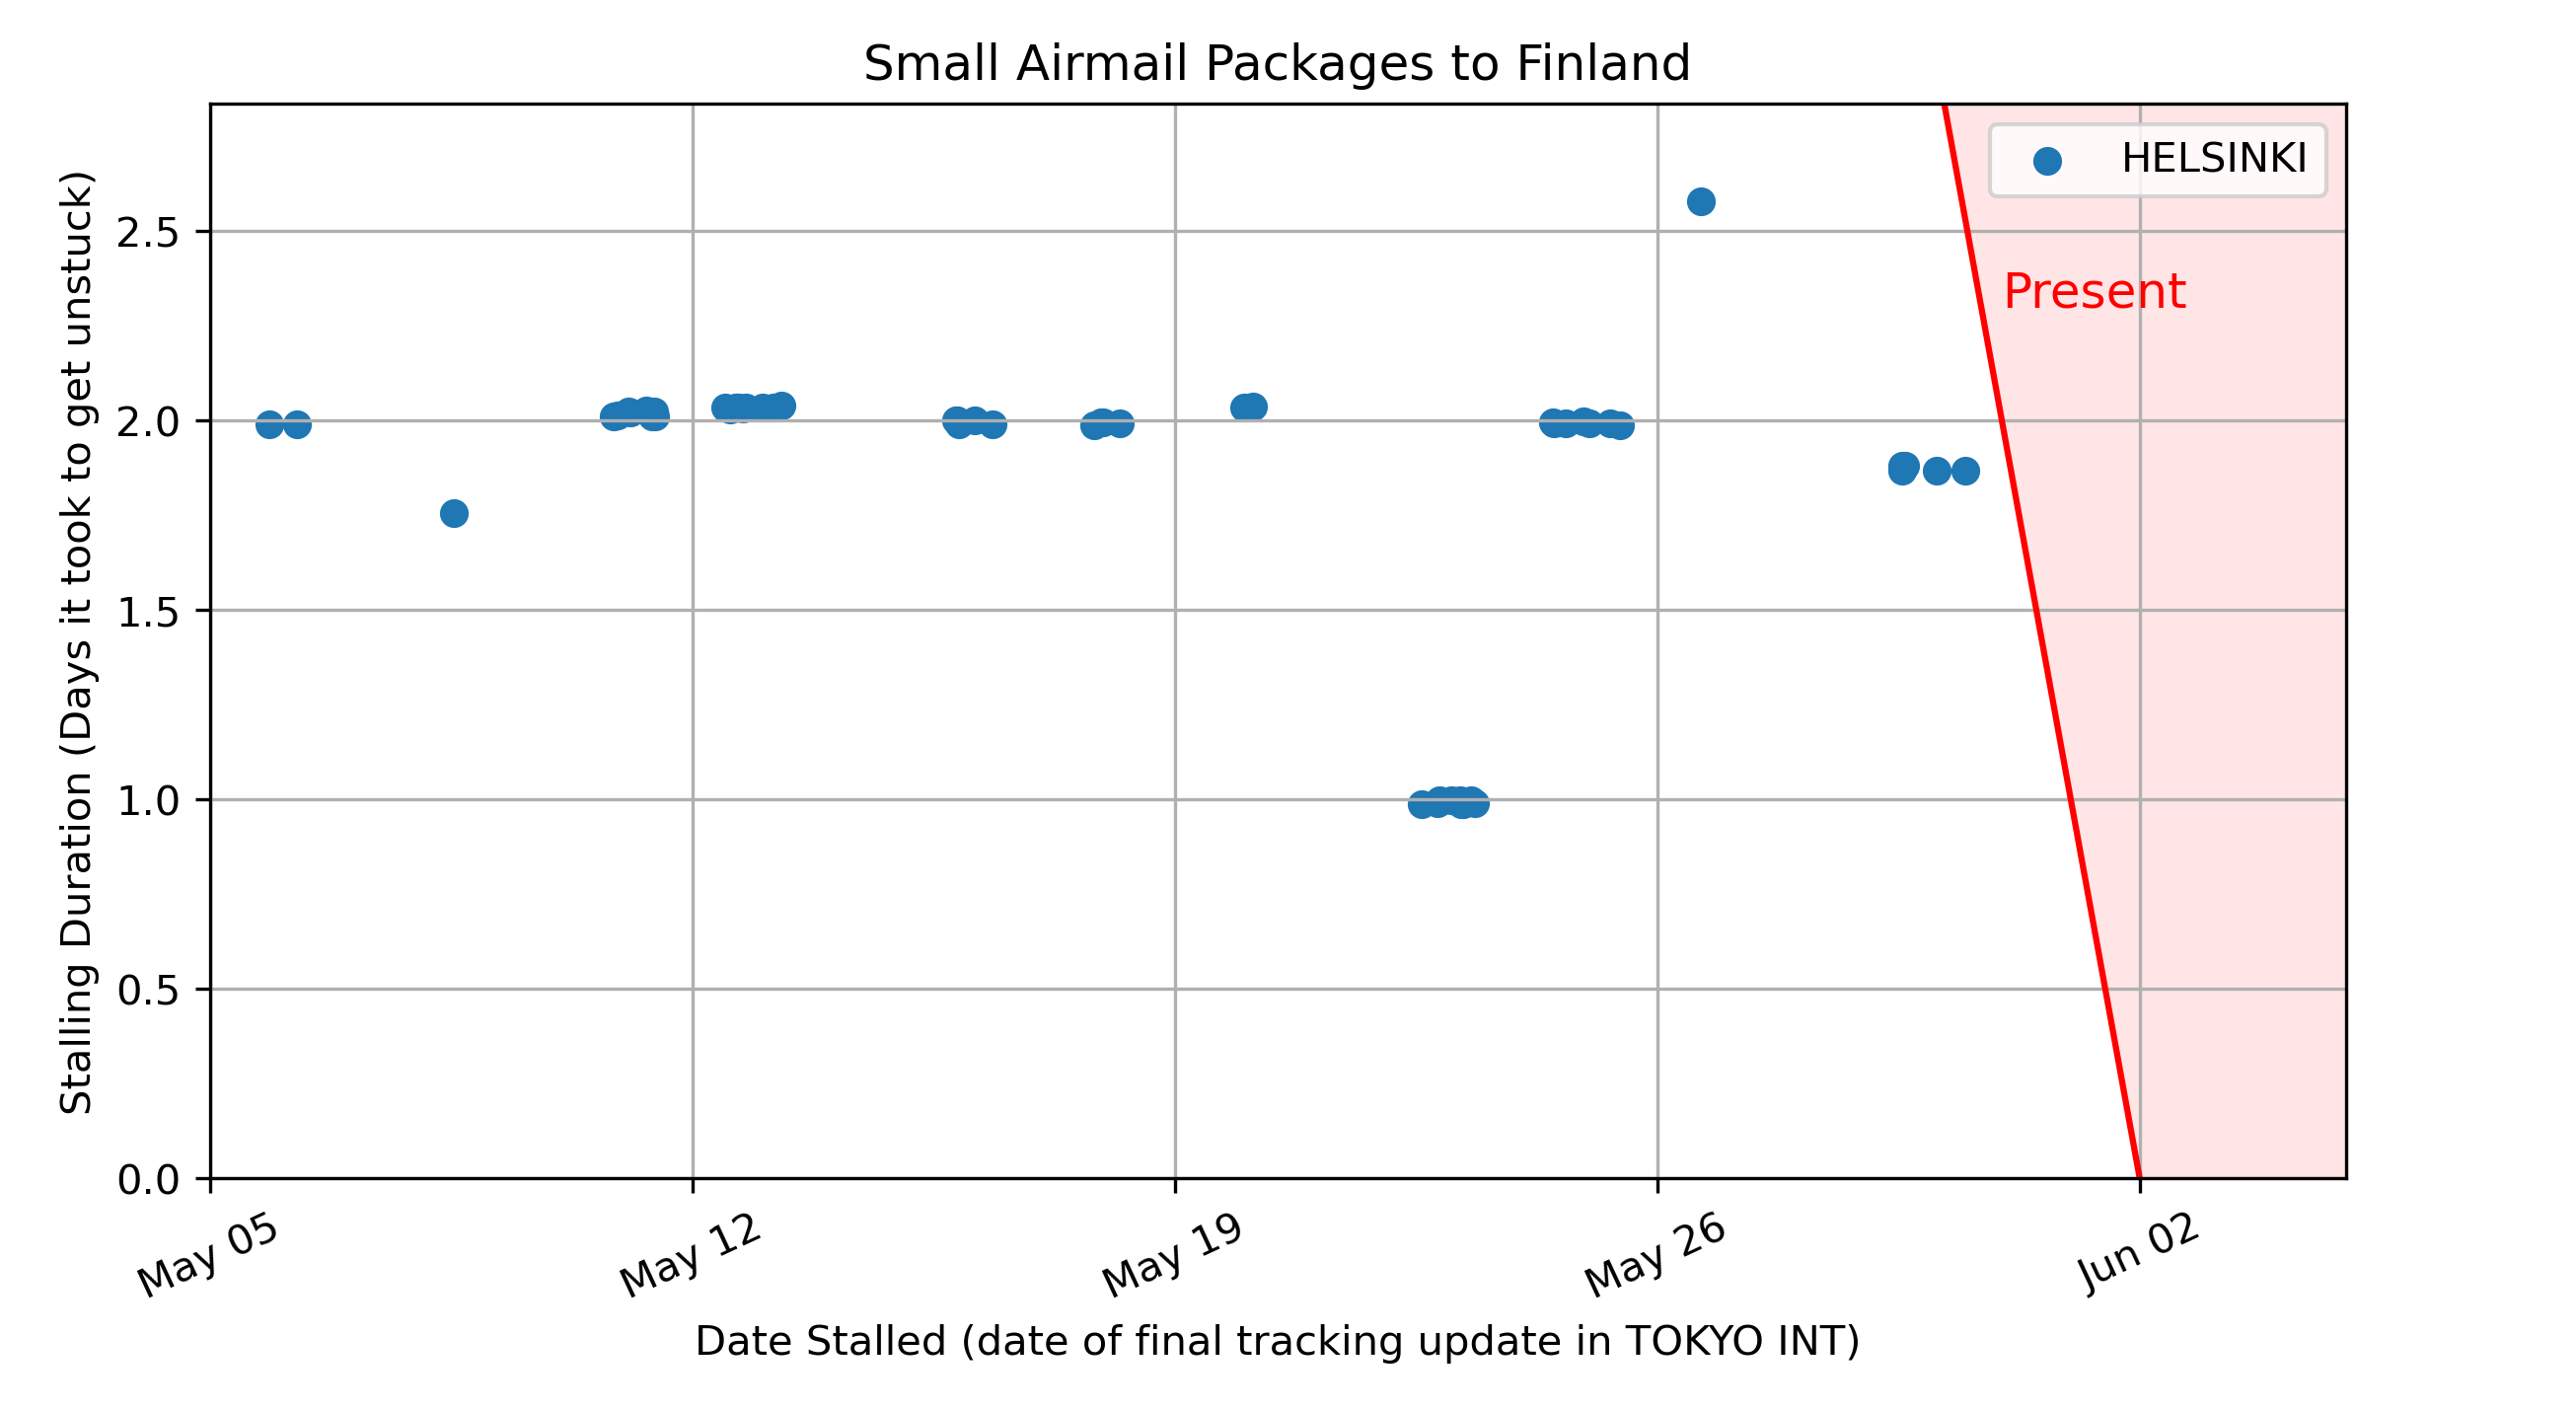 Small Airmail Packages to Finland
HELSINKI
Present
Stalling Duration (Days it took to get unstuck)
2.5
2.0
1.5
1.0
0.5
0.0
May 05
May 12
May 19
May 26
Jun 02
Date Stalled (date of final tracking update in TOKYO INT)